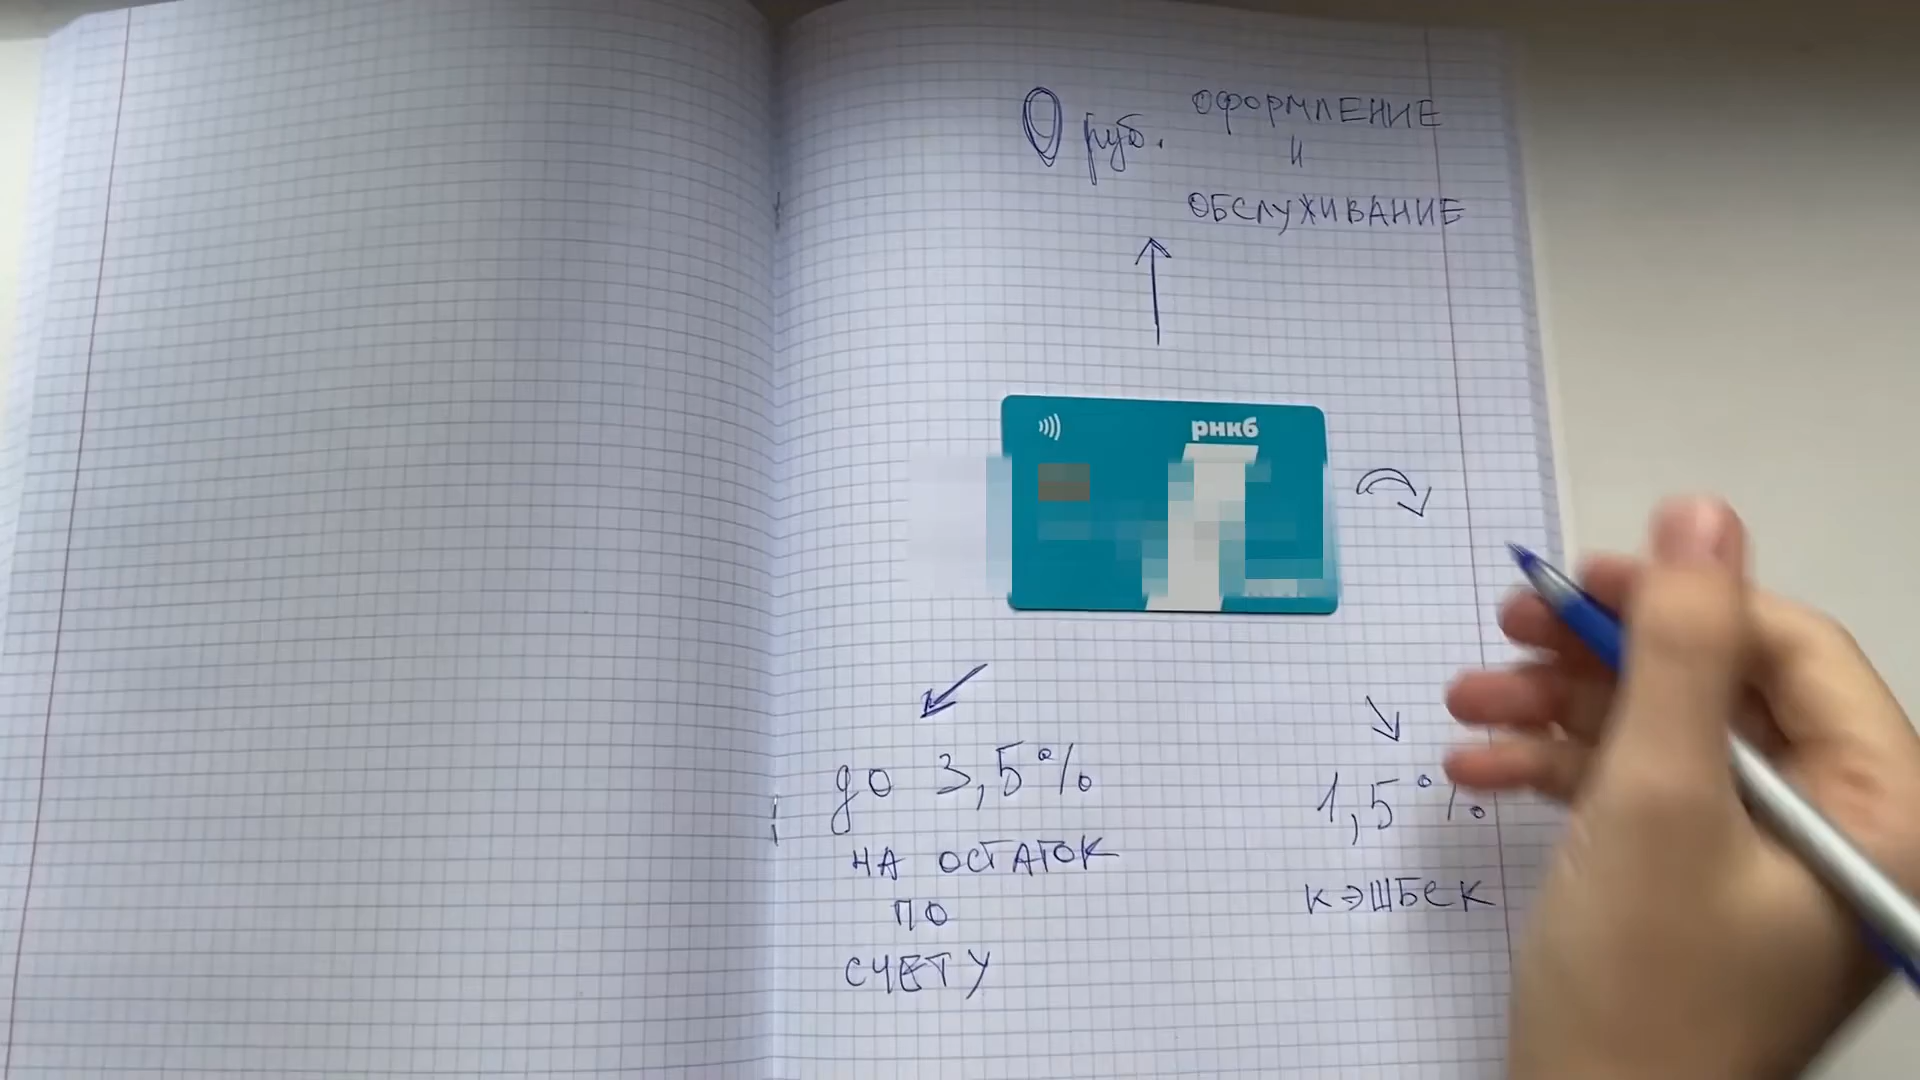 0 руб.
ОФОРМЛЕНИЕ
И
ОБСЛУЖИВАНИЕ
рнкб
до 3,5%
НА ОСТАТОК
ПО
СЧЕТУ
1,5%
КЭШБЕК